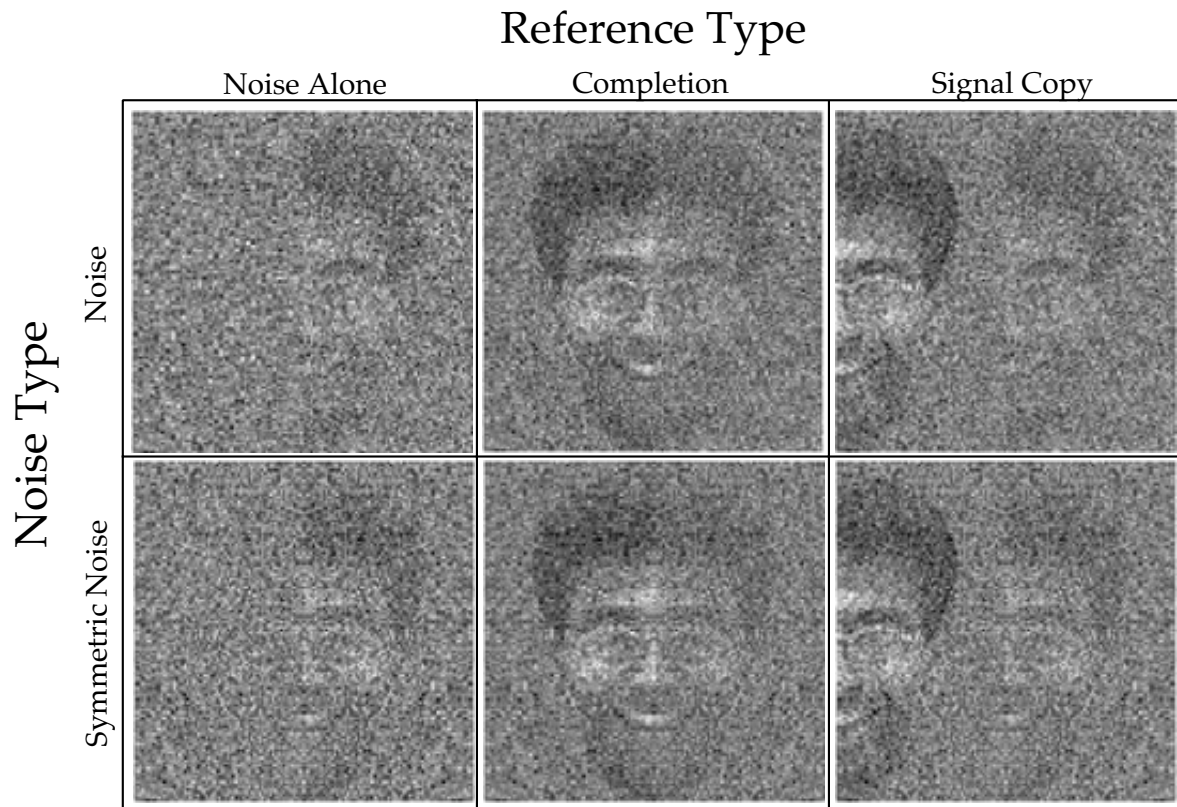 Reference Type
Noise Alone
Completion
Signal Copy
Noise Type
Noise
Symmetric Noise